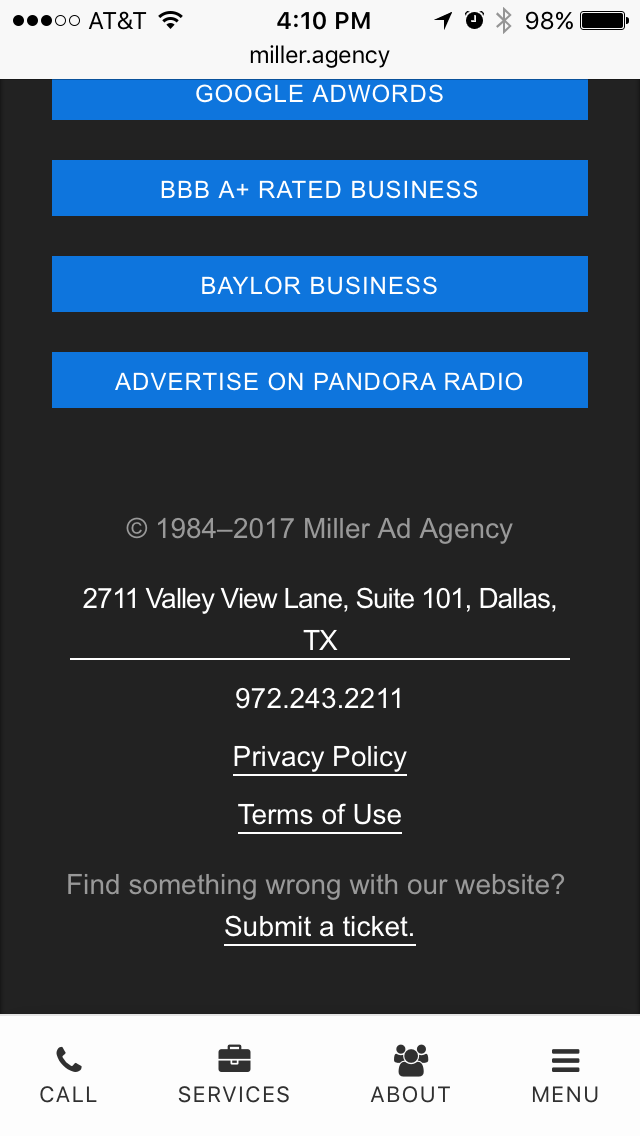 AT&T 4:10 PM 98%
miller.agency
GOOGLE ADWORDS
BBB A+ RATED BUSINESS
BAYLOR BUSINESS
ADVERTISE ON PANDORA RADIO
© 1984–2017 Miller Ad Agency
2711 Valley View Lane, Suite 101, Dallas,
TX
972.243.2211
Privacy Policy
Terms of Use
Find something wrong with our website?
Submit a ticket.
CALL SERVICES ABOUT MENU